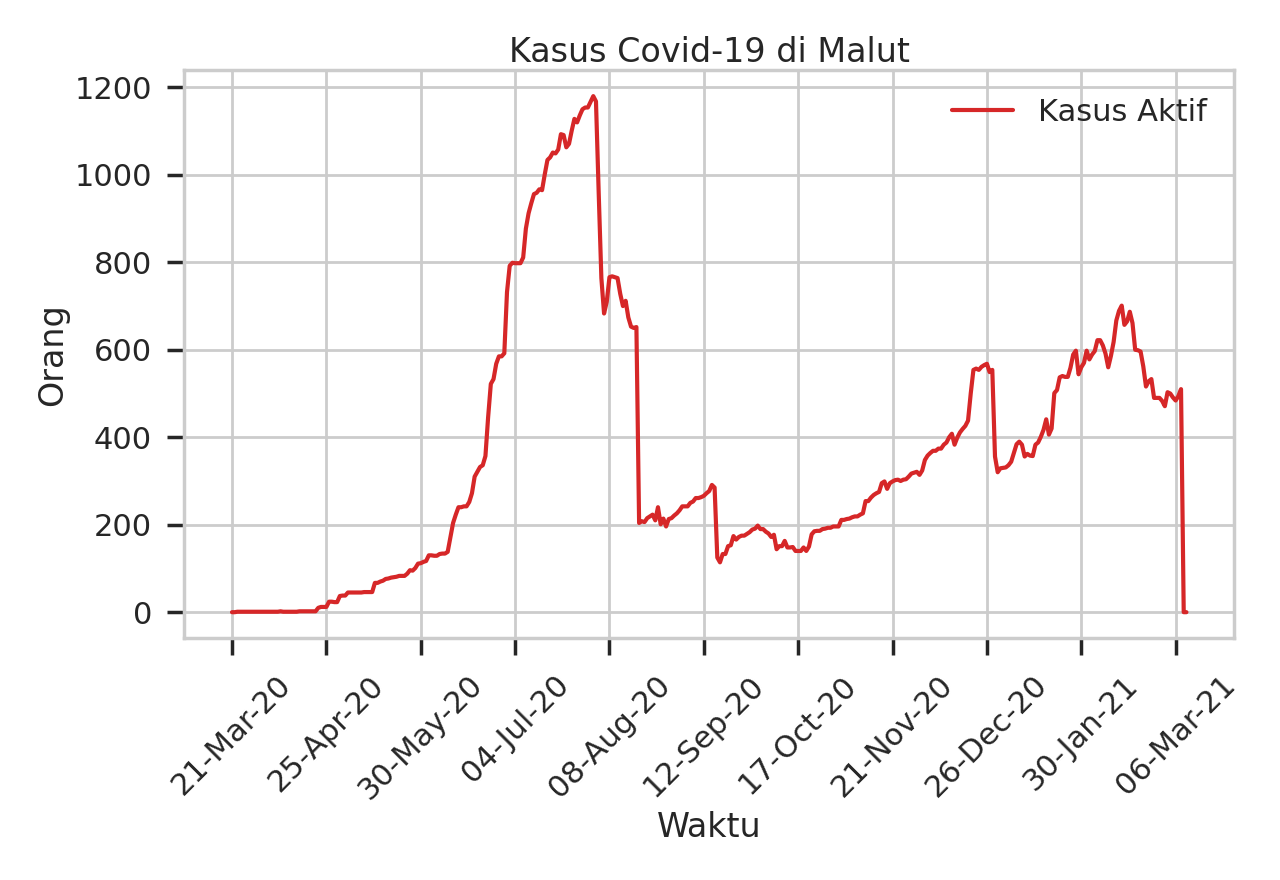 Kasus Covid-19 di Malut
Kasus Aktif
1200
1000
800
600
400
200
0
Orang
21-Mar-20
25-Apr-20
30-May-20
04-Jul-20
08-Aug-20
12-Sep-20
17-Oct-20
21-Nov-20
26-Dec-20
30-Jan-21
06-Mar-21
Waktu